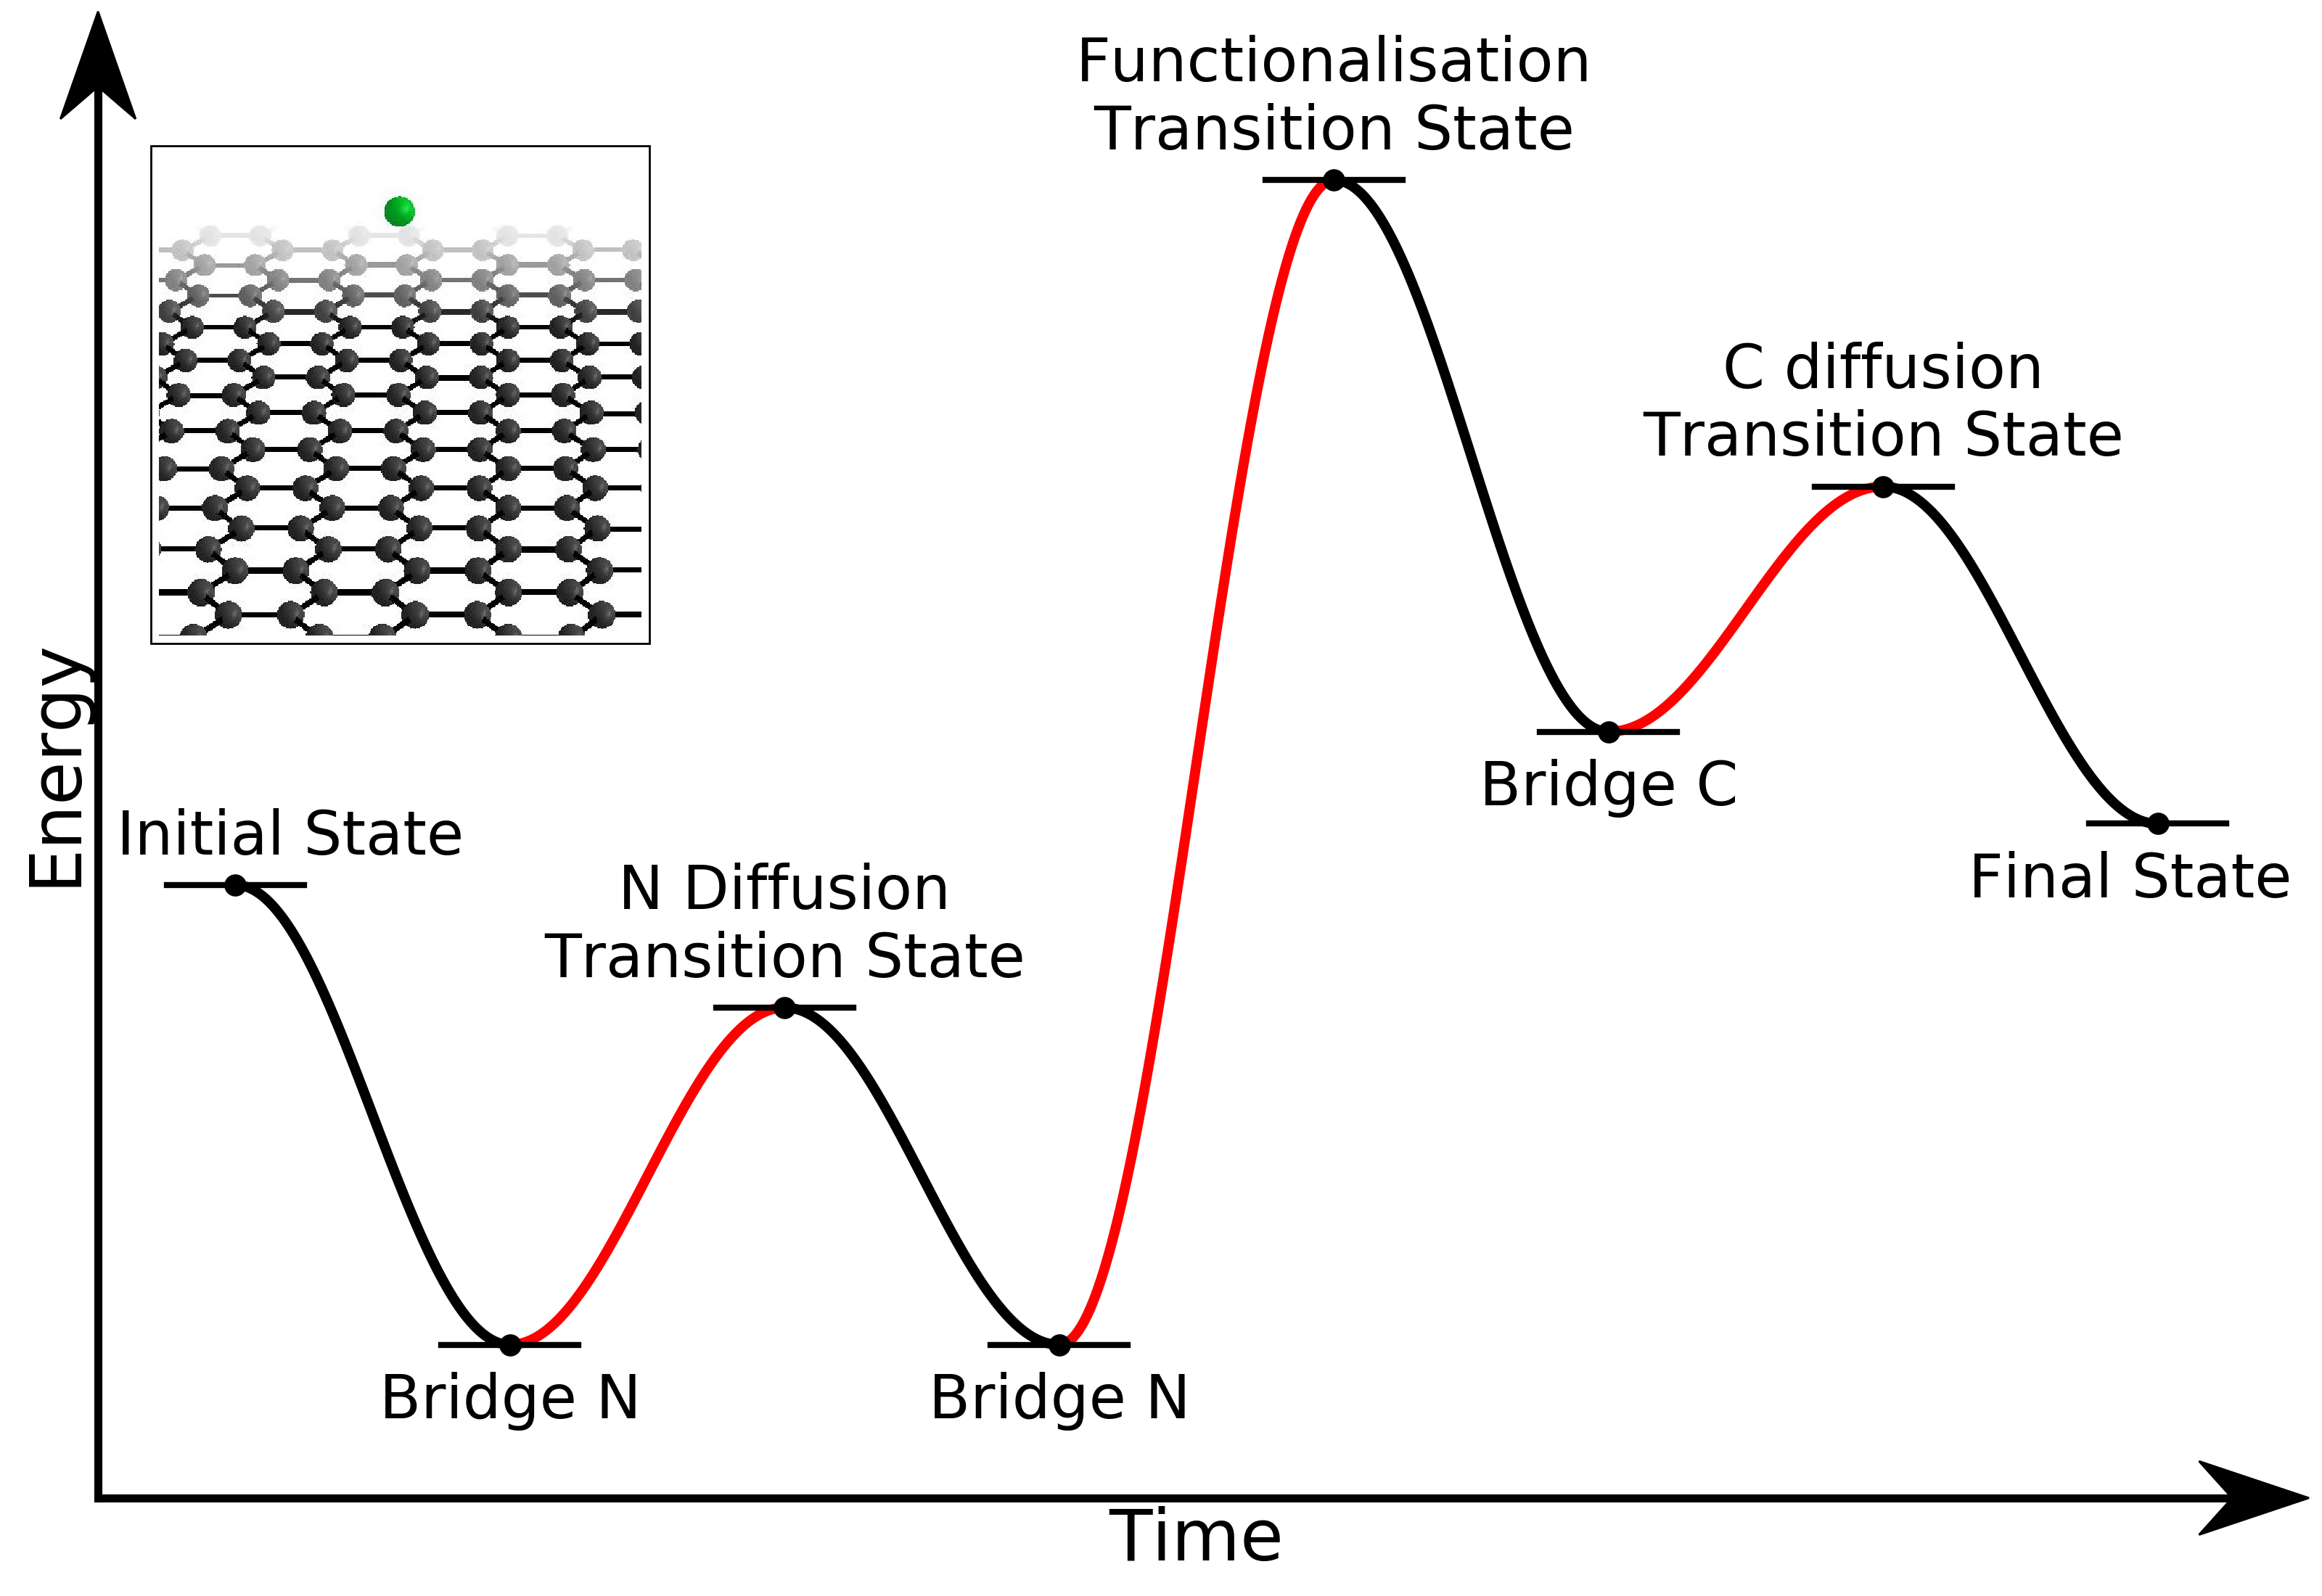 Functionalisation
Transition State
C diffusion
Transition State
Energy
Bridge C
Initial State
N Diffusion
Transition State
Final State
Bridge N
Bridge N
Time